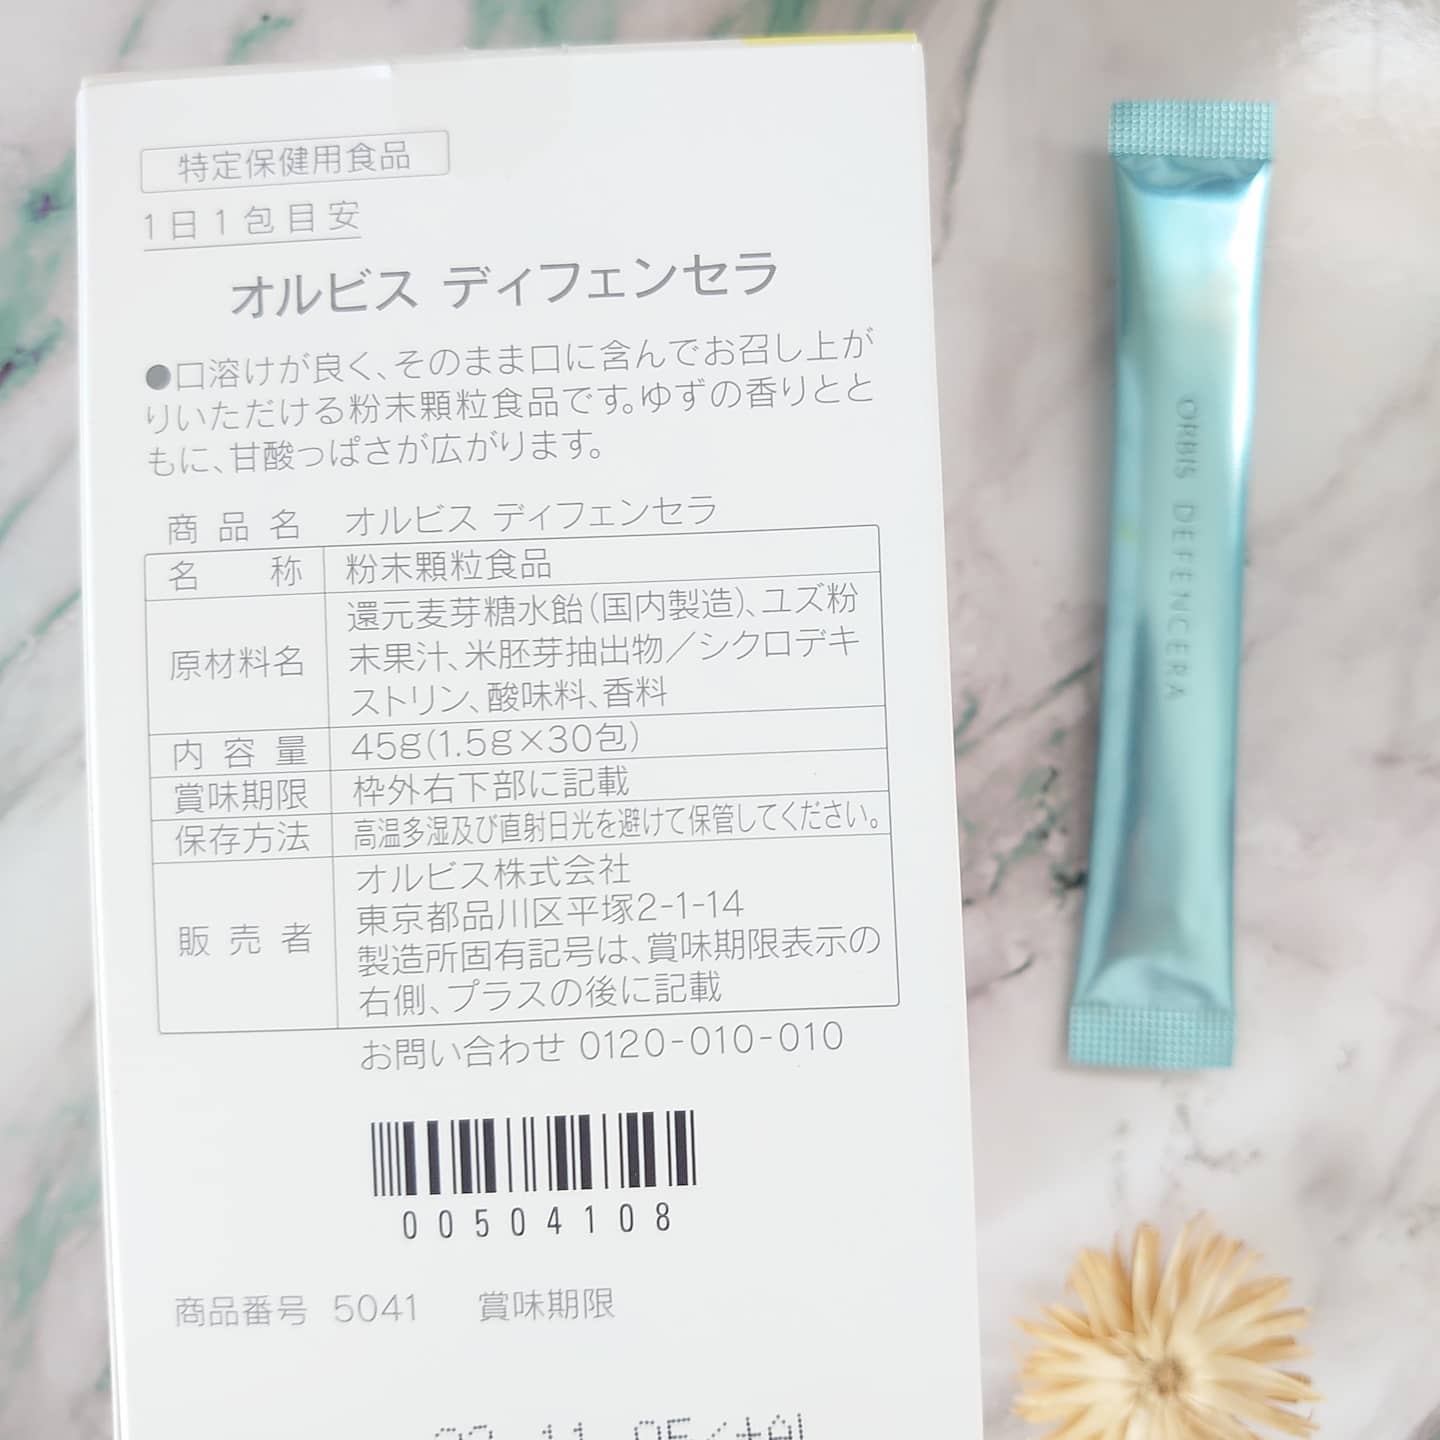 特定保健用食品
1日1包目安
オルビス ディフェンセラ
●口溶けが良く、そのまま口に含んでお召し上が
りいただける粉末顆粒食品です。ゆずの香りとと
もに、甘酸っぱさが広がります。
商品名 オルビス ディフェンセラ
名称 粉末顆粒食品
原材料名 還元麦芽糖水飴(国内製造)、ユズ粉
末果汁、米胚芽抽出物/シクロデキ
ストリン、酸味料、香料
内容量 45g(1.5g×30包)
賞味期限 枠外右下部に記載
保存方法 高温多湿及び直射日光を避けて保管してください。
販売者 オルビス株式会社
東京都品川区平塚2-1-14
製造所固有記号は、賞味期限表示の
右側、プラスの後に記載
お問い合わせ 0120-010-010
00504108
商品番号 5041 賞味期限
ORBIS DEFENCERA